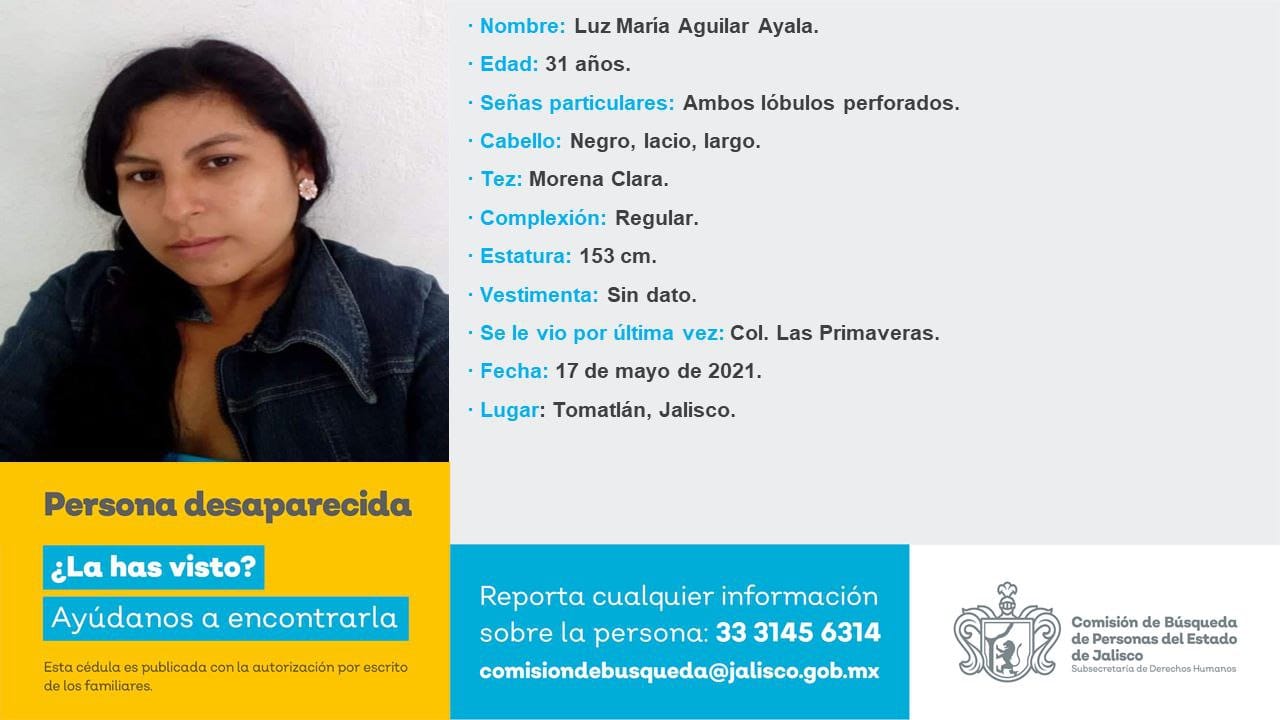 · Nombre: Luz María Aguilar Ayala.
· Edad: 31 años.
· Señas particulares: Ambos lóbulos perforados.
· Cabello: Negro, lacio, largo.
· Tez: Morena Clara.
· Complexión: Regular.
· Estatura: 153 cm.
· Vestimenta: Sin dato.
· Se le vio por última vez: Col. Las Primaveras.
· Fecha: 17 de mayo de 2021.
· Lugar: Tomatlán, Jalisco.
Persona desaparecida
¿La has visto?
Ayúdanos a encontrarla
Esta cédula es publicada con la autorización por escrito
de los familiares.
Reporta cualquier información
sobre la persona: 33 3145 6314
comisiondebusqueda@jalisco.gob.mx
Comisión de Búsqueda
de Personas del Estado
de Jalisco
Subsecretaría de Derechos Humanos